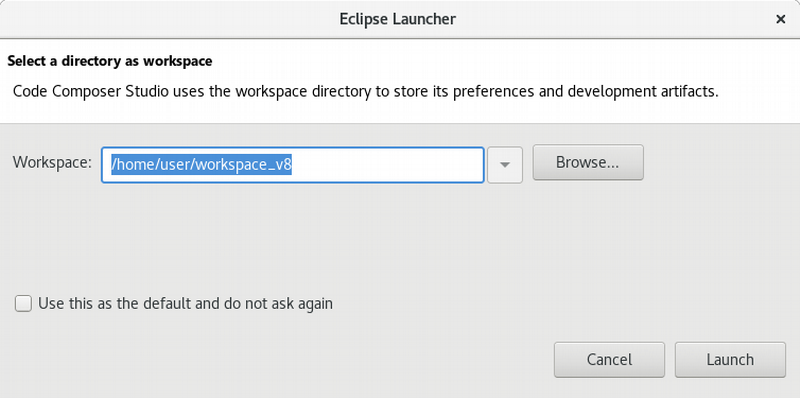 Eclipse Launcher
Select a directory as workspace
Code Composer Studio uses the workspace directory to store its preferences and development artifacts.
Workspace: /home/user/workspace_v8 Browse...
Use this as the default and do not ask again
Cancel Launch